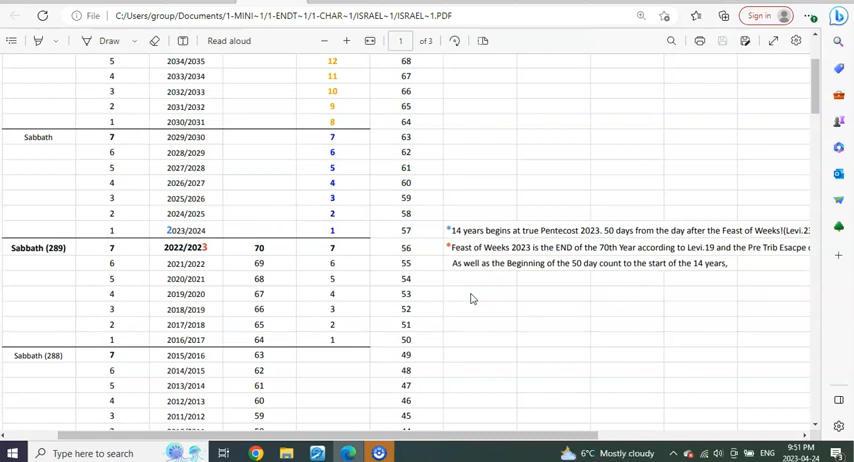 C:/Users/group/Documents/1-MINI~1/1-ENDT~1/1-CHAR~1/ISRAEL~1/ISRAEL~1.PDF
File
Sign in
Draw
Read aloud
1
of 3
5 2034/2035 12 68
4 2033/2034 11 67
3 2032/2033 10 66
2 2031/2032 9 65
1 2030/2031 8 64
Sabbath 7 2029/2030 7 63
6 2028/2029 6 62
5 2027/2028 5 61
4 2026/2027 4 60
3 2025/2026 3 59
2 2024/2025 2 58
1 2023/2024 1 57 *14 years begins at true Pentecost 2023. 50 days from the day after the Feast of Weeks!(Levi.23
Sabbath (289) 7 2022/2023 70 7 56 *Feast of Weeks 2023 is the END of the 70th Year according to Levi.19 and the Pre Trib Esacpe o
6 2021/2022 69 6 55 As well as the Beginning of the 50 day count to the start of the 14 years,
5 2020/2021 68 5 54
4 2019/2020 67 4 53
3 2018/2019 66 3 52
2 2017/2018 65 2 51
1 2016/2017 64 1 50
Sabbath (288) 7 2015/2016 63 49
6 2014/2015 62 48
5 2013/2014 61 47
4 2012/2013 60 46
3 2011/2012 59 45
Type here to search
6°C Mostly cloudy
ENG
9:51 PM
2023-04-24